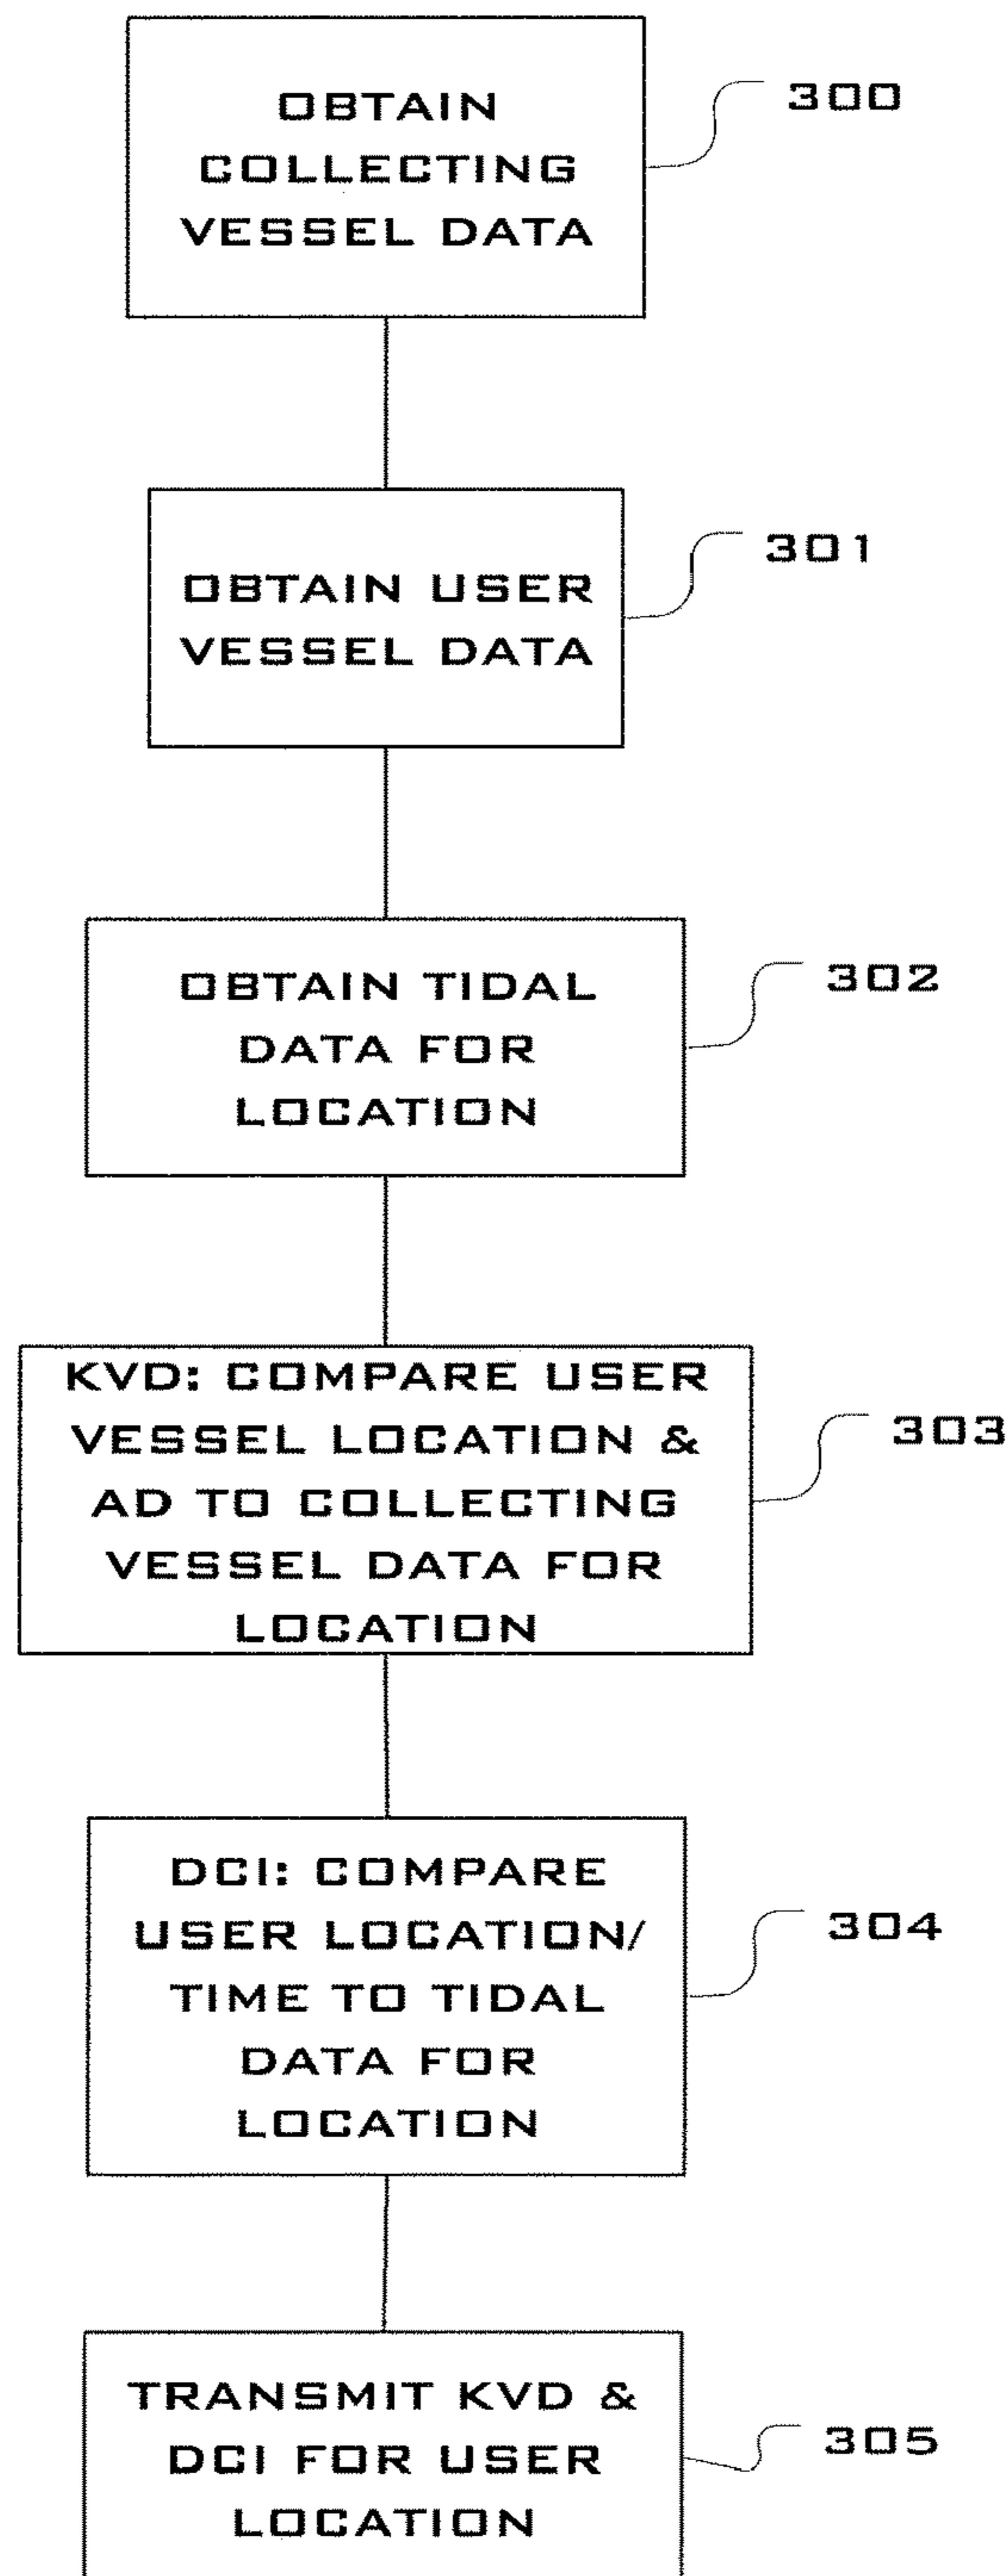 OBTAIN
COLLECTING
VESSEL DATA
300
OBTAIN USER
VESSEL DATA
301
OBTAIN TIDAL
DATA FOR
LOCATION
302
KVD: COMPARE USER
VESSEL LOCATION &
AD TO COLLECTING
VESSEL DATA FOR
LOCATION
303
DCI: COMPARE
USER LOCATION/
TIME TO TIDAL
DATA FOR
LOCATION
304
TRANSMIT KVD &
DCI FOR USER
LOCATION
305